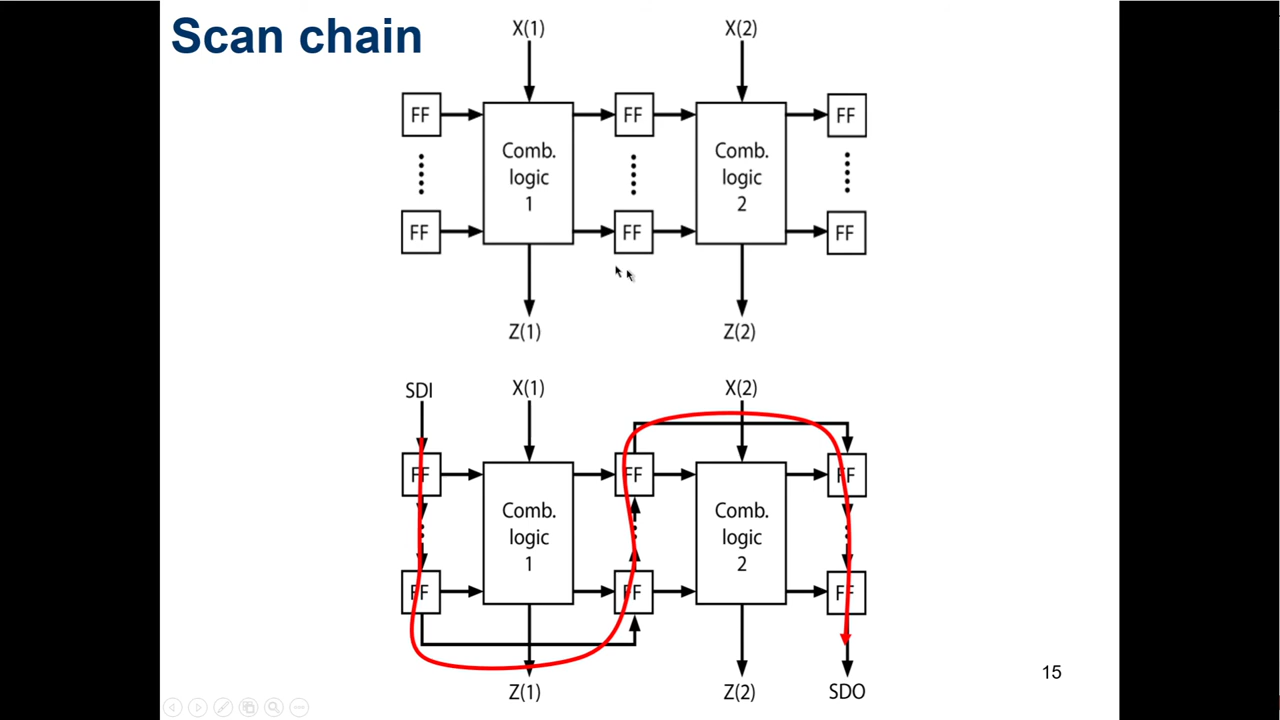 Scan chain
X(1)
X(2)
FF
FF
FF
Comb.
logic
1
Comb.
logic
2
FF
FF
FF
Z(1)
Z(2)
SDI
X(1)
X(2)
FF
FF
FF
Comb.
logic
1
Comb.
logic
2
FF
FF
FF
Z(1)
Z(2)
SDO
15